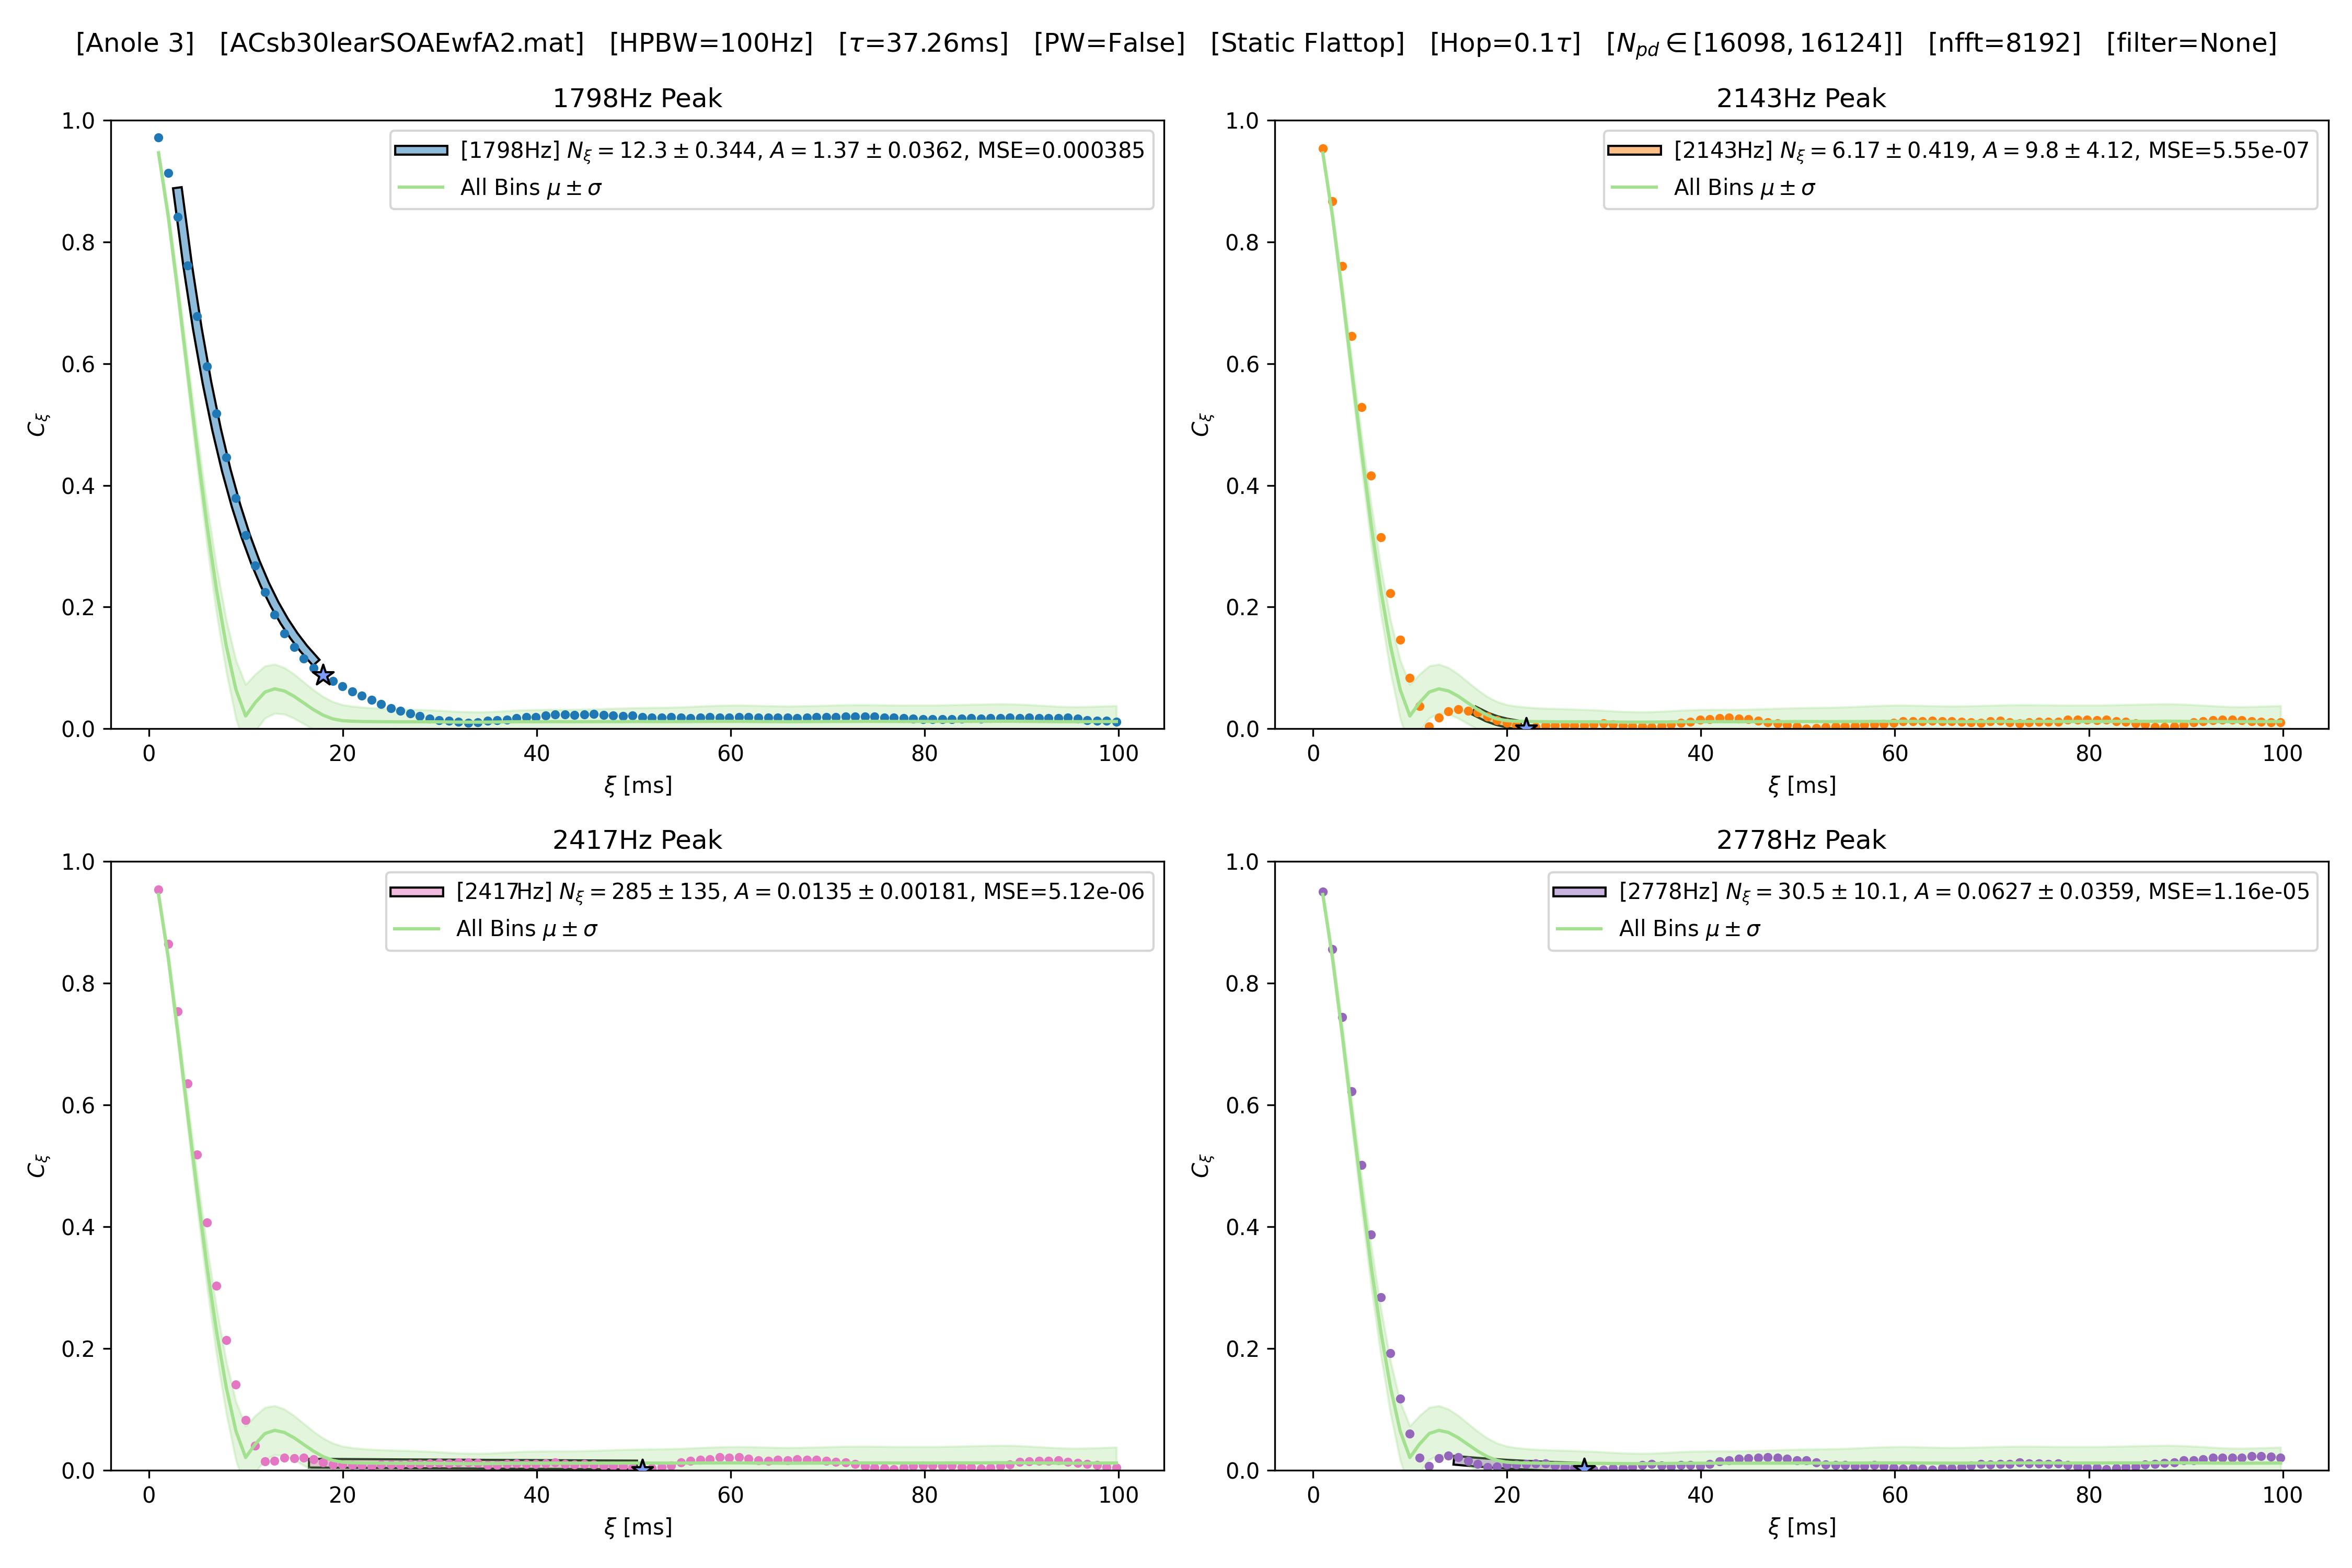 [Anole 3] [ACsb30learSOAEwfA2.mat] [HPBW=100Hz] [τ=37.26ms] [PW=False] [Static Flattop] [Hop=0.1τ] [N_pd ∈ [16098, 16124]] [nfft=8192] [filter=None]
1798Hz Peak
[1798Hz] N_ξ = 12.3 ± 0.344, A = 1.37 ± 0.0362, MSE=0.000385
All Bins μ ± σ
1.0
0.8
0.6
0.4
0.2
0.0
C_ξ
0 20 40 60 80 100
ξ [ms]
2143Hz Peak
[2143Hz] N_ξ = 6.17 ± 0.419, A = 9.8 ± 4.12, MSE=5.55e-07
All Bins μ ± σ
1.0
0.8
0.6
0.4
0.2
0.0
C_ξ
0 20 40 60 80 100
ξ [ms]
2417Hz Peak
[2417Hz] N_ξ = 285 ± 135, A = 0.0135 ± 0.00181, MSE=5.12e-06
All Bins μ ± σ
1.0
0.8
0.6
0.4
0.2
0.0
C_ξ
0 20 40 60 80 100
ξ [ms]
2778Hz Peak
[2778Hz] N_ξ = 30.5 ± 10.1, A = 0.0627 ± 0.0359, MSE=1.16e-05
All Bins μ ± σ
1.0
0.8
0.6
0.4
0.2
0.0
C_ξ
0 20 40 60 80 100
ξ [ms]